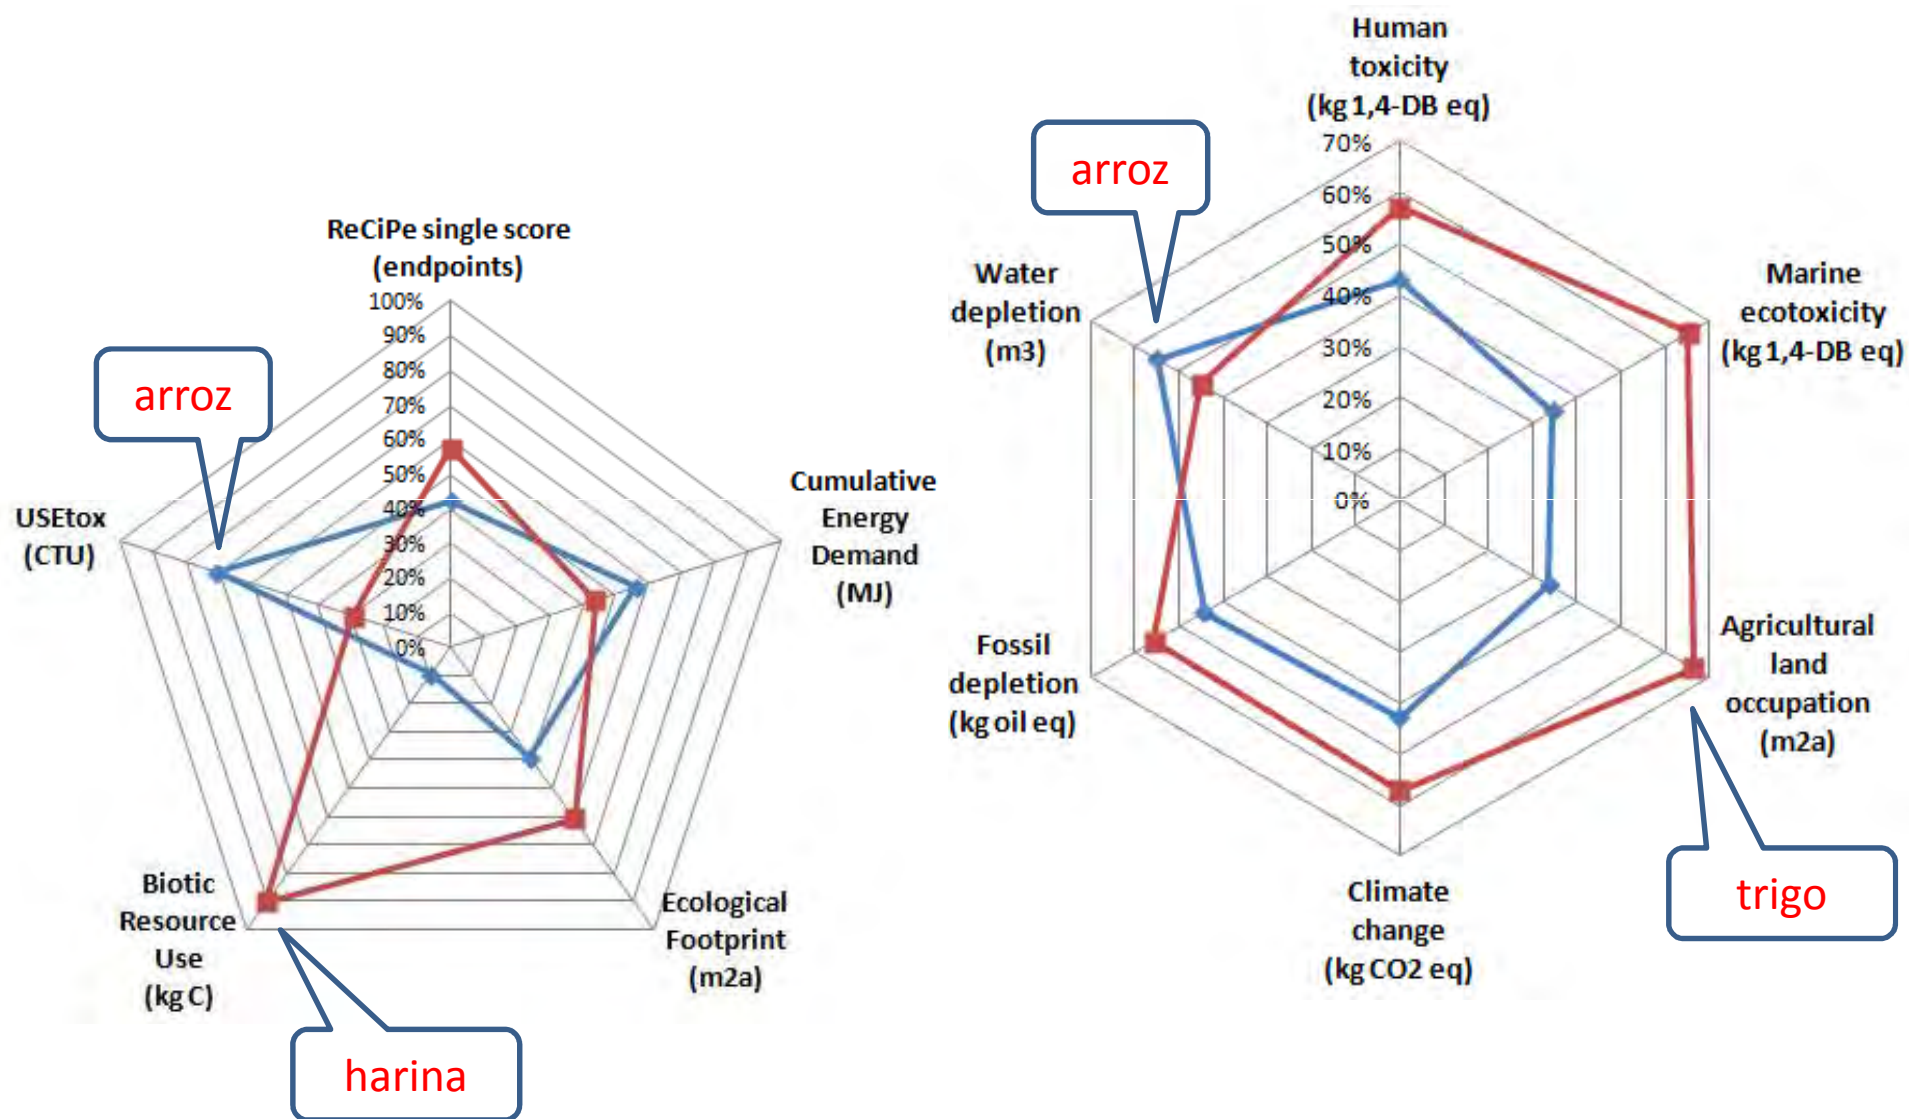 ReCiPe single score
(endpoints)
100%
90%
80%
70%
60%
50%
40%
30%
20%
10%
0%
arroz
USEtox
(CTU)
Cumulative
Energy
Demand
(MJ)
Biotic
Resource
Use
(kg C)
Ecological
Footprint
(m2a)
harina
Human
toxicity
(kg 1,4-DB eq)
70%
60%
50%
40%
30%
20%
10%
0%
arroz
Water
depletion
(m3)
Marine
ecotoxicity
(kg 1,4-DB eq)
Fossil
depletion
(kg oil eq)
Agricultural
land
occupation
(m2a)
Climate
change
(kg CO2 eq)
trigo